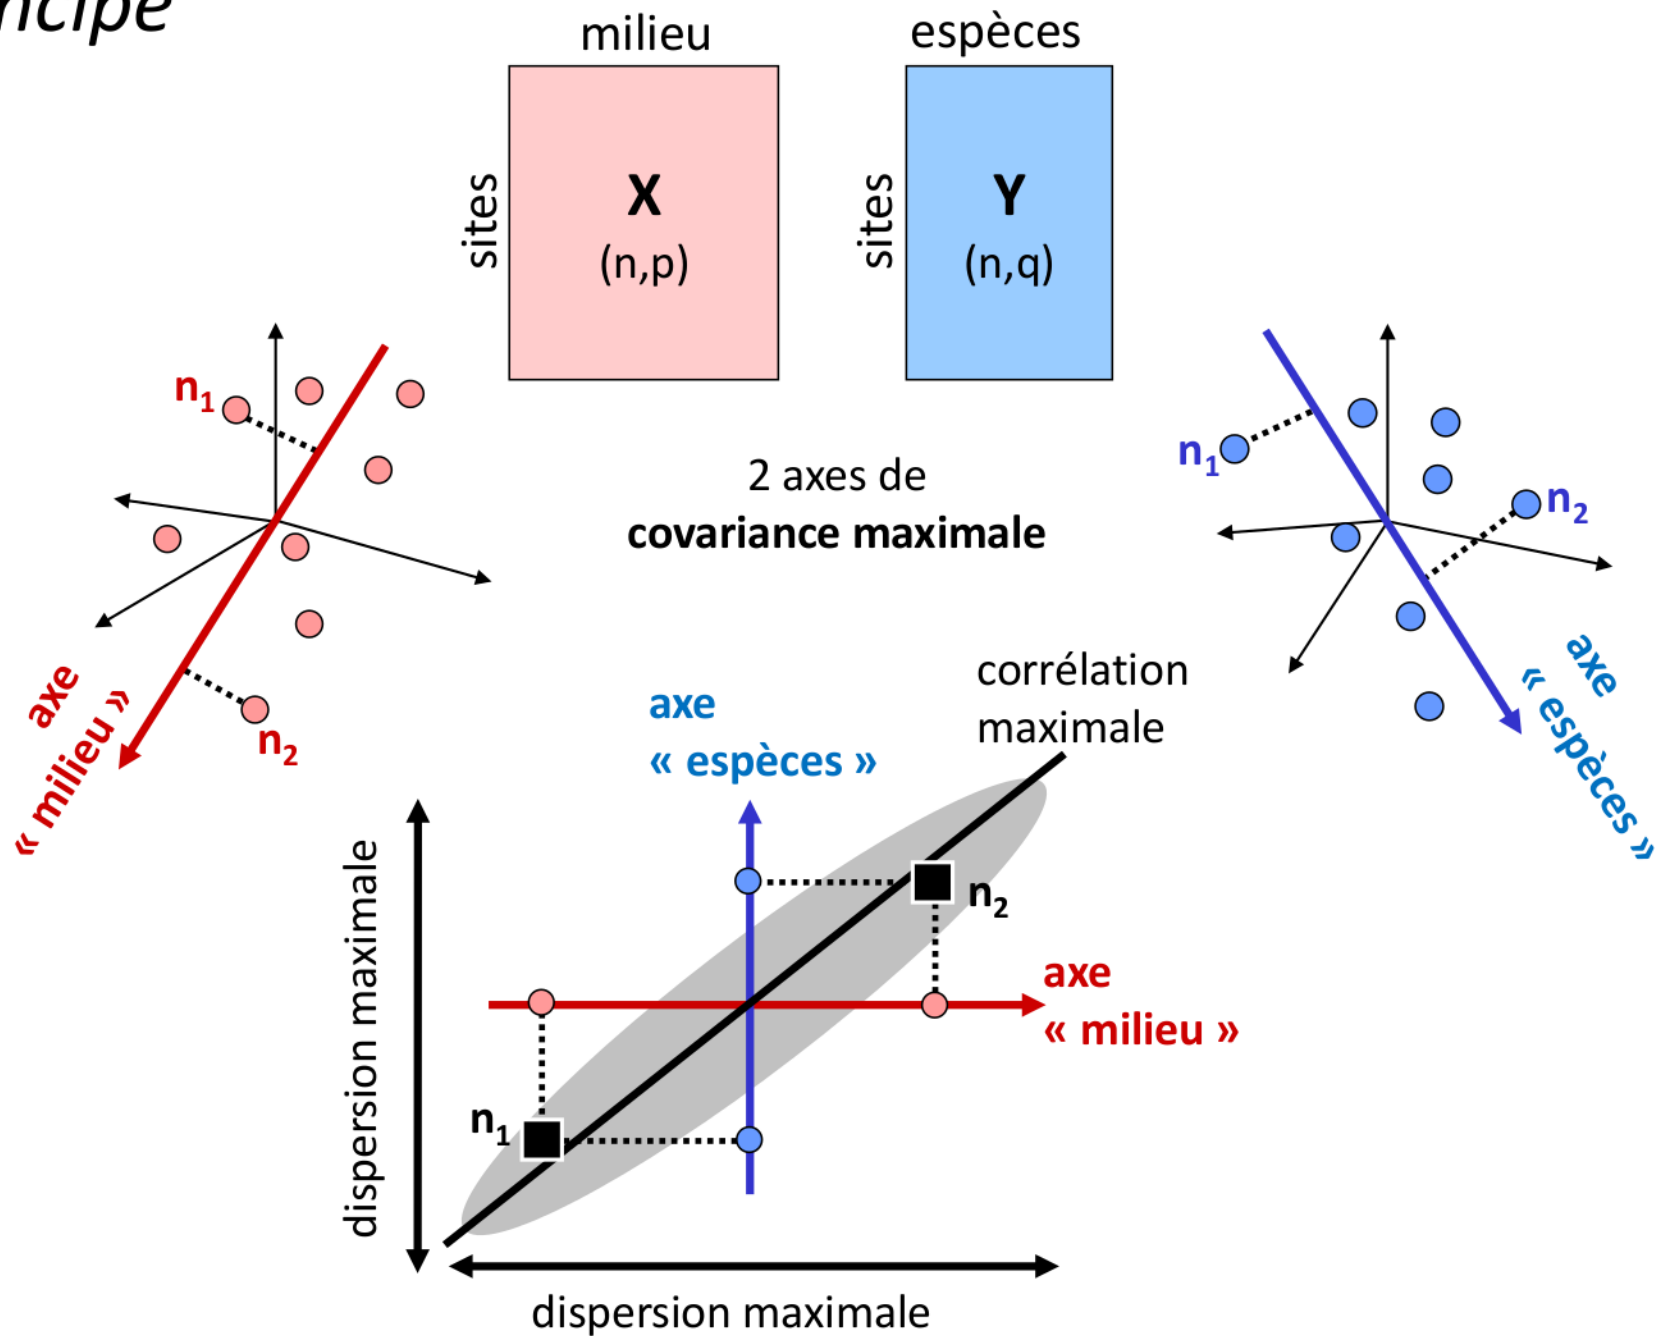 milieu
espèces
sites
X
(n,p)
sites
Y
(n,q)
n1
n1
n2
2 axes de
covariance maximale
n2
axe
« milieu »
axe
« espèces »
corrélation
maximale
axe
« espèces »
dispersion maximale
n2
axe
« milieu »
n1
dispersion maximale